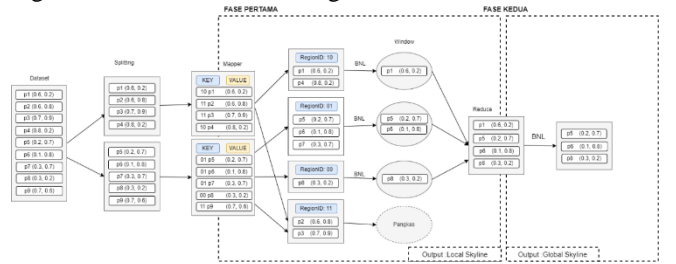 FASE PERTAMA
FASE KEDUA
Dataset
p1 (0.6, 0.2)
p2 (0.6, 0.8)
p3 (0.7, 0.9)
p4 (0.8, 0.2)
p5 (0.2, 0.7)
p6 (0.1, 0.8)
p7 (0.3, 0.7)
p8 (0.3, 0.2)
p9 (0.7, 0.6)
Splitting
p1 (0.6, 0.2)
p2 (0.6, 0.8)
p3 (0.7, 0.9)
p4 (0.8, 0.2)
p5 (0.2, 0.7)
p6 (0.1, 0.8)
p7 (0.3, 0.7)
p8 (0.3, 0.2)
p9 (0.7, 0.6)
Mapper
KEY VALUE
10 p1 (0.6, 0.2)
11 p2 (0.6, 0.8)
11 p3 (0.7, 0.9)
10 p4 (0.8, 0.2)
KEY VALUE
01 p5 (0.2, 0.7)
01 p6 (0.1, 0.8)
01 p7 (0.3, 0.7)
00 p8 (0.3, 0.2)
11 p9 (0.7, 0.6)
RegionID: 10
p1 (0.6, 0.2)
p4 (0.8, 0.2)
RegionID: 01
p5 (0.2, 0.7)
p6 (0.1, 0.8)
p7 (0.3, 0.7)
RegionID: 00
p8 (0.3, 0.2)
RegionID: 11
p2 (0.6, 0.8)
p3 (0.7, 0.9)
BNL
BNL
BNL
Window
p1 (0.6, 0.2)
p5 (0.2, 0.7)
p6 (0.1, 0.8)
p8 (0.3, 0.2)
Pangkas
Reduce
p1 (0.6, 0.2)
p5 (0.2, 0.7)
p6 (0.1, 0.8)
p8 (0.3, 0.2)
BNL
p5 (0.2, 0.7)
p6 (0.1, 0.8)
p8 (0.3, 0.2)
Output :Local Skyline
Output :Global Skyline